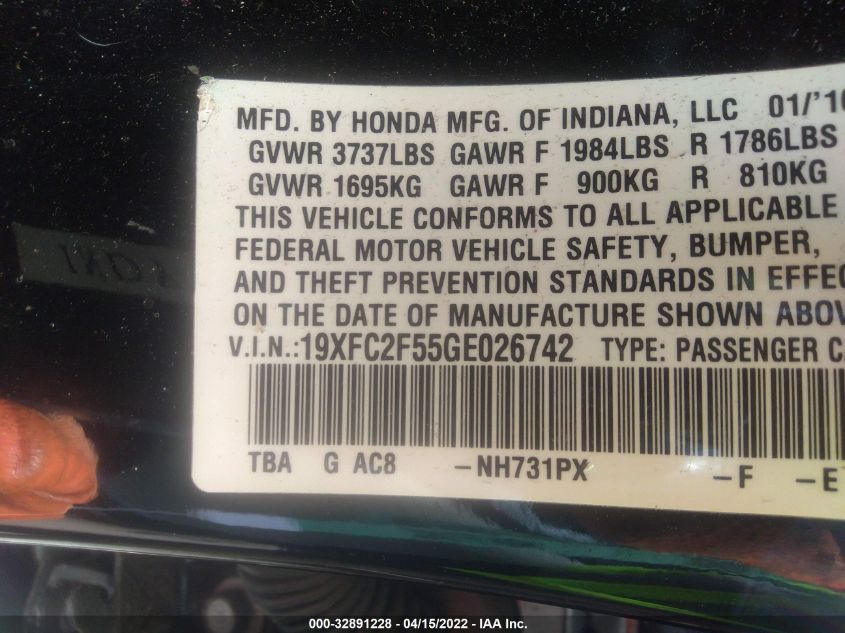 MFD. BY HONDA MFG. OF INDIANA, LLC 01/'16
GVWR 3737LBS GAWR F 1984LBS R 1786LBS
GVWR 1695KG GAWR F 900KG R 810KG
THIS VEHICLE CONFORMS TO ALL APPLICABLE
FEDERAL MOTOR VEHICLE SAFETY, BUMPER,
AND THEFT PREVENTION STANDARDS IN EFFEC
ON THE DATE OF MANUFACTURE SHOWN ABOV
V.I.N.:19XFC2F55GE026742 TYPE: PASSENGER C
TBA G AC8 -NH731PX -F -E
000-32891228 - 04/15/2022 - IAA Inc.